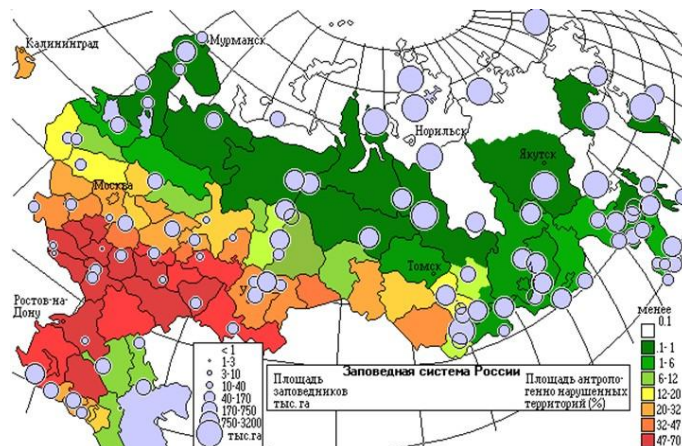 Калининград
Мурманск
Норильск
Якутск
Москва
Томск
Ростов-на-
Дону
< 1
1-3
3-10
10-40
40-170
170-750
750-3200
тыс.га
Заповедная система России
Площадь
заповедников
тыс. га
Площадь антропо-
генно нарушенных
территорий (%)
менее
0.1
.1-1
1-6
6-12
12-20
20-32
32-47